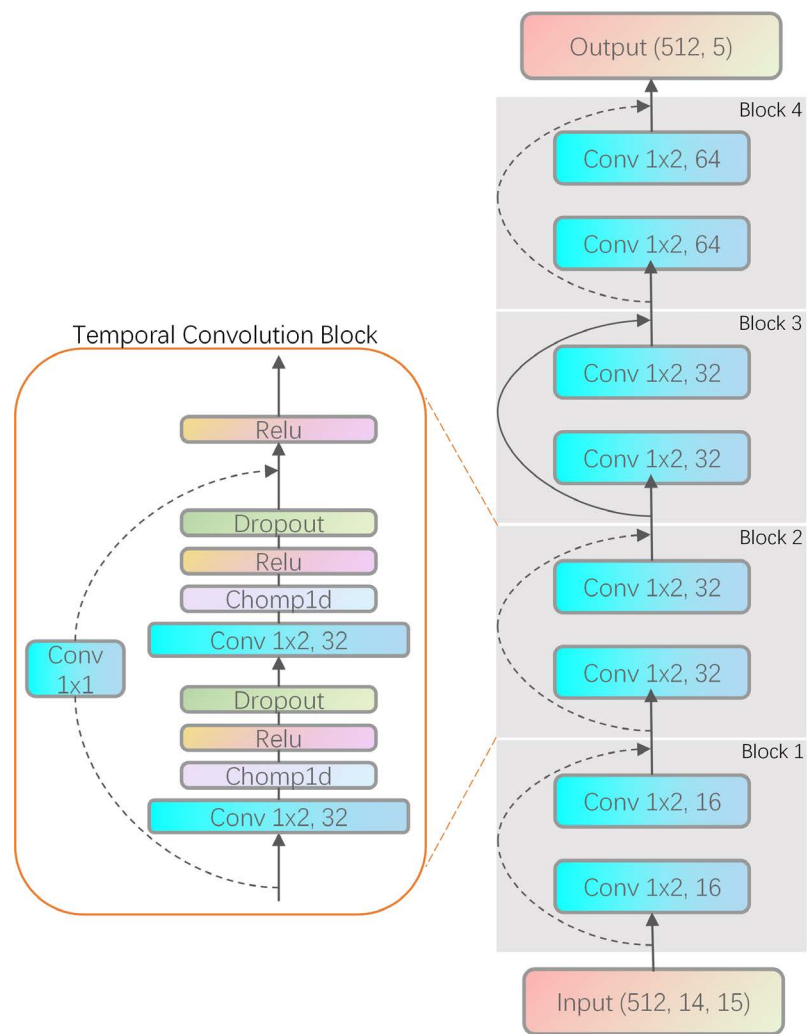 Output (512, 5)
Block 4
Conv 1x2, 64
Conv 1x2, 64
Block 3
Conv 1x2, 32
Conv 1x2, 32
Block 2
Conv 1x2, 32
Conv 1x2, 32
Block 1
Conv 1x2, 16
Conv 1x2, 16
Input (512, 14, 15)
Temporal Convolution Block
Relu
Dropout
Relu
Chomp1d
Conv 1x2, 32
Conv
1x1
Dropout
Relu
Chomp1d
Conv 1x2, 32